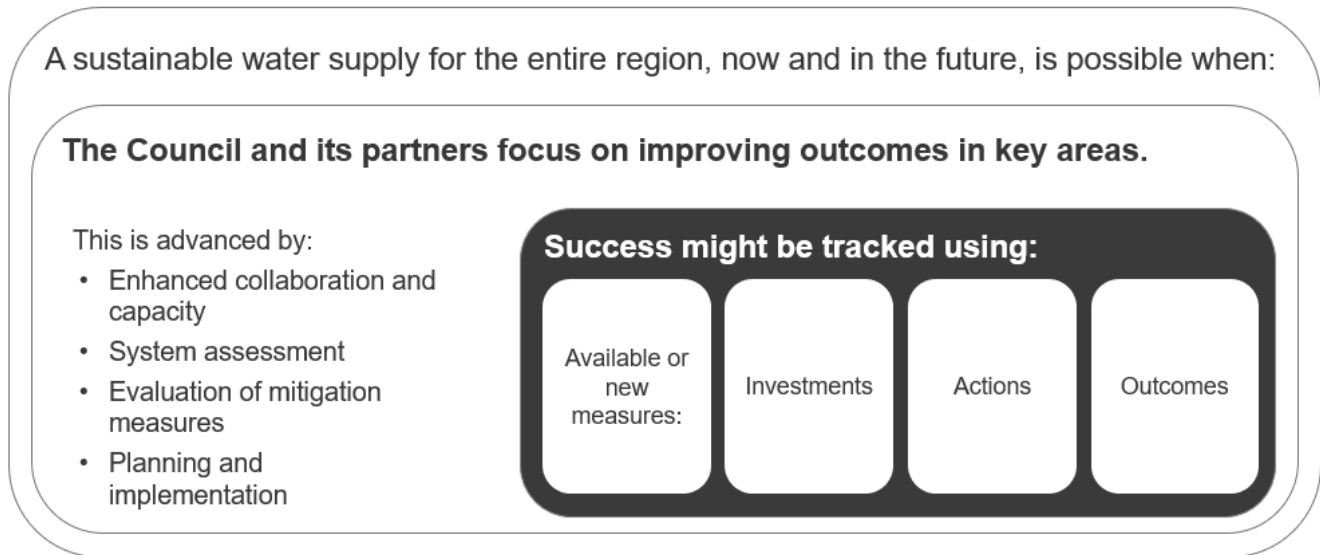 A sustainable water supply for the entire region, now and in the future, is possible when:
The Council and its partners focus on improving outcomes in key areas.
This is advanced by:
• Enhanced collaboration and
capacity
• System assessment
• Evaluation of mitigation
measures
• Planning and
implementation
Success might be tracked using:
Available or
new
measures:
Investments
Actions
Outcomes